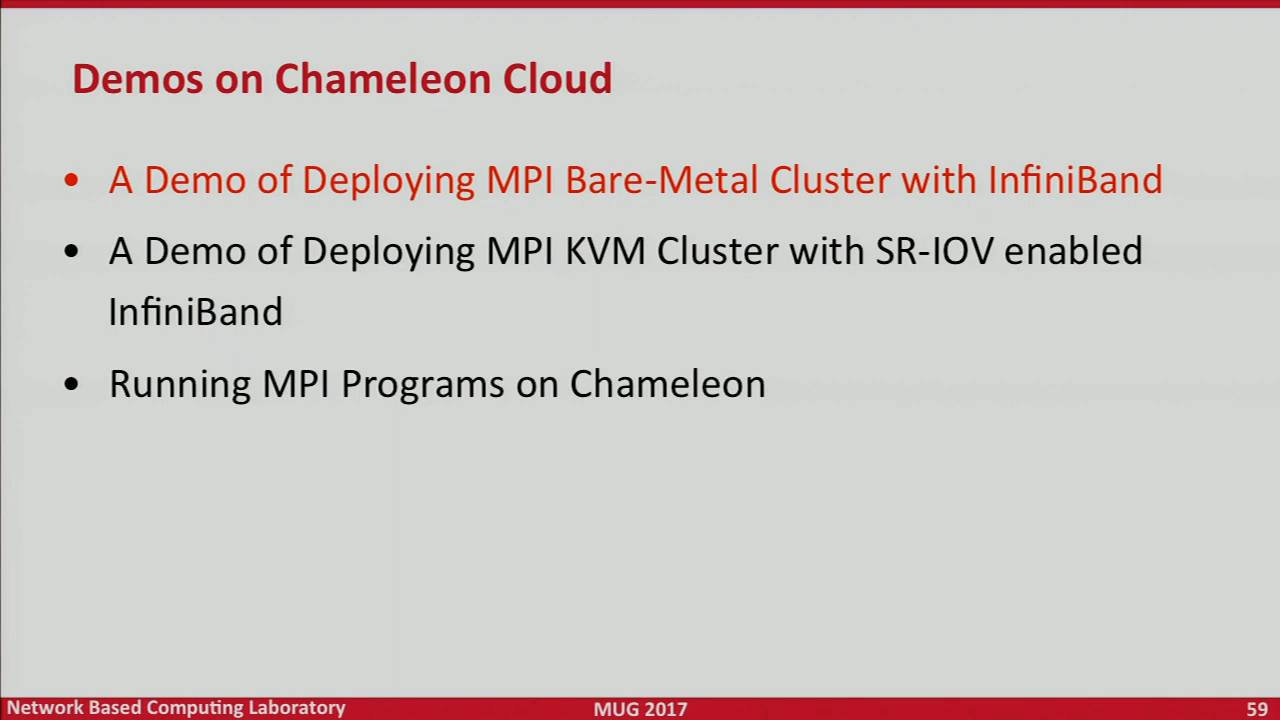 Demos on Chameleon Cloud
• A Demo of Deploying MPI Bare-Metal Cluster with InfiniBand
• A Demo of Deploying MPI KVM Cluster with SR-IOV enabled
InfiniBand
• Running MPI Programs on Chameleon
Network Based Computing Laboratory MUG 2017 59